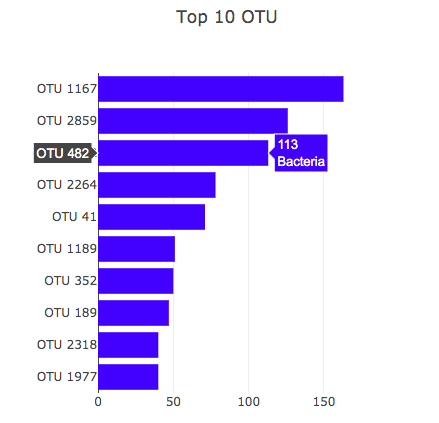 Top 10 OTU
OTU 1167
OTU 2859
OTU 482
113
Bacteria
OTU 2264
OTU 41
OTU 1189
OTU 352
OTU 189
OTU 2318
OTU 1977
0 50 100 150